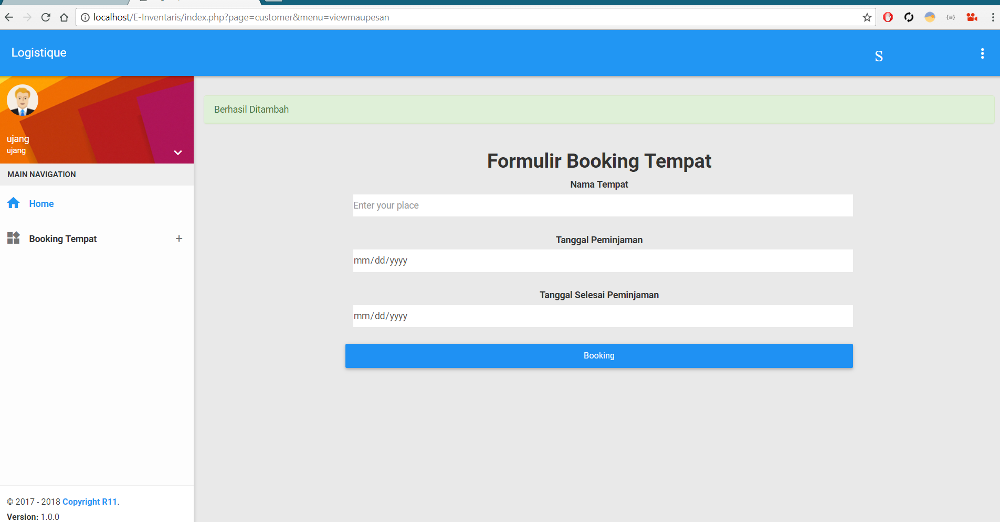 localhost/E-Inventaris/index.php?page=customer&menu=viewmaupesan
Logistique
S
ujang
ujang
MAIN NAVIGATION
Home
Booking Tempat
© 2017 - 2018 Copyright R11.
Version: 1.0.0
Berhasil Ditambah
Formulir Booking Tempat
Nama Tempat
Enter your place
Tanggal Peminjaman
mm/dd/yyyy
Tanggal Selesai Peminjaman
mm/dd/yyyy
Booking